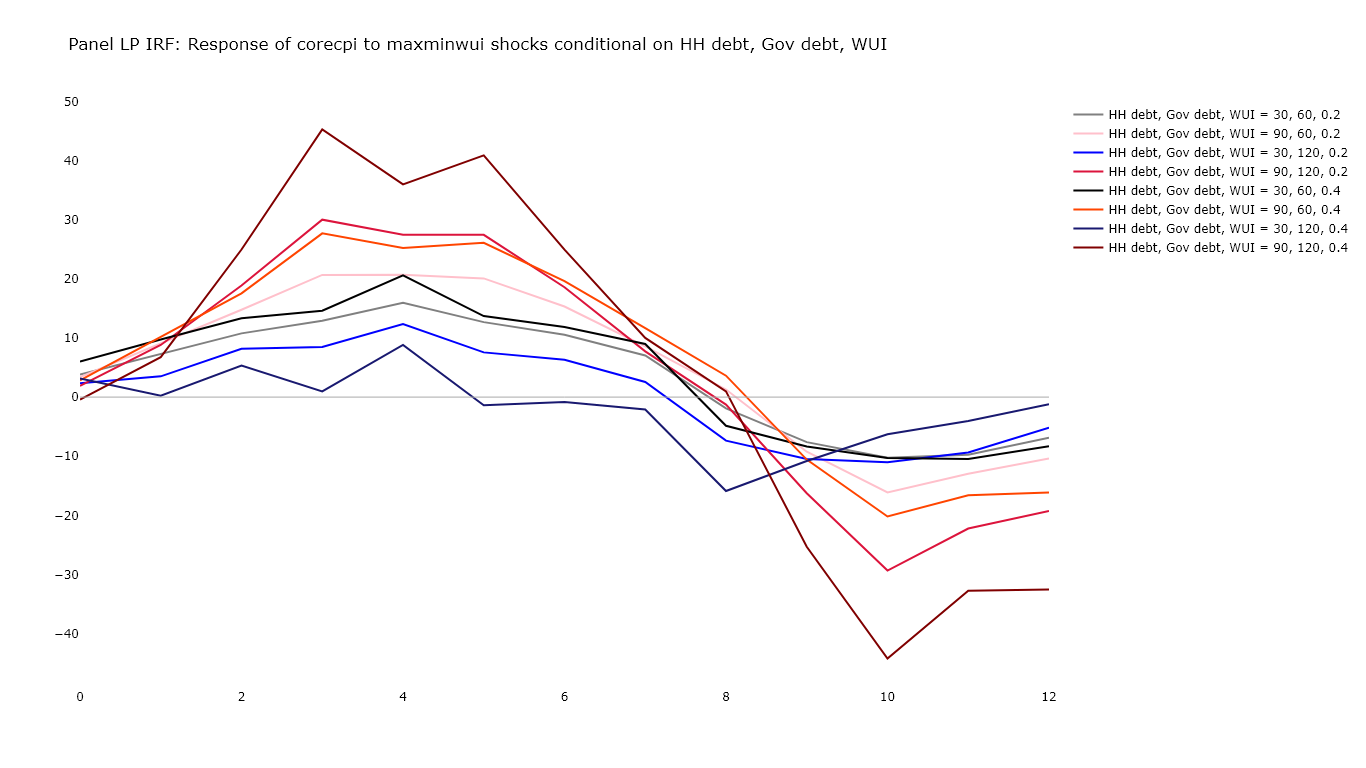 Panel LP IRF: Response of corecpi to maxminwui shocks conditional on HH debt, Gov debt, WUI
50
40
30
20
10
0
−10
−20
−30
−40
0 2 4 6 8 10 12
HH debt, Gov debt, WUI = 30, 60, 0.2
HH debt, Gov debt, WUI = 90, 60, 0.2
HH debt, Gov debt, WUI = 30, 120, 0.2
HH debt, Gov debt, WUI = 90, 120, 0.2
HH debt, Gov debt, WUI = 30, 60, 0.4
HH debt, Gov debt, WUI = 90, 60, 0.4
HH debt, Gov debt, WUI = 30, 120, 0.4
HH debt, Gov debt, WUI = 90, 120, 0.4